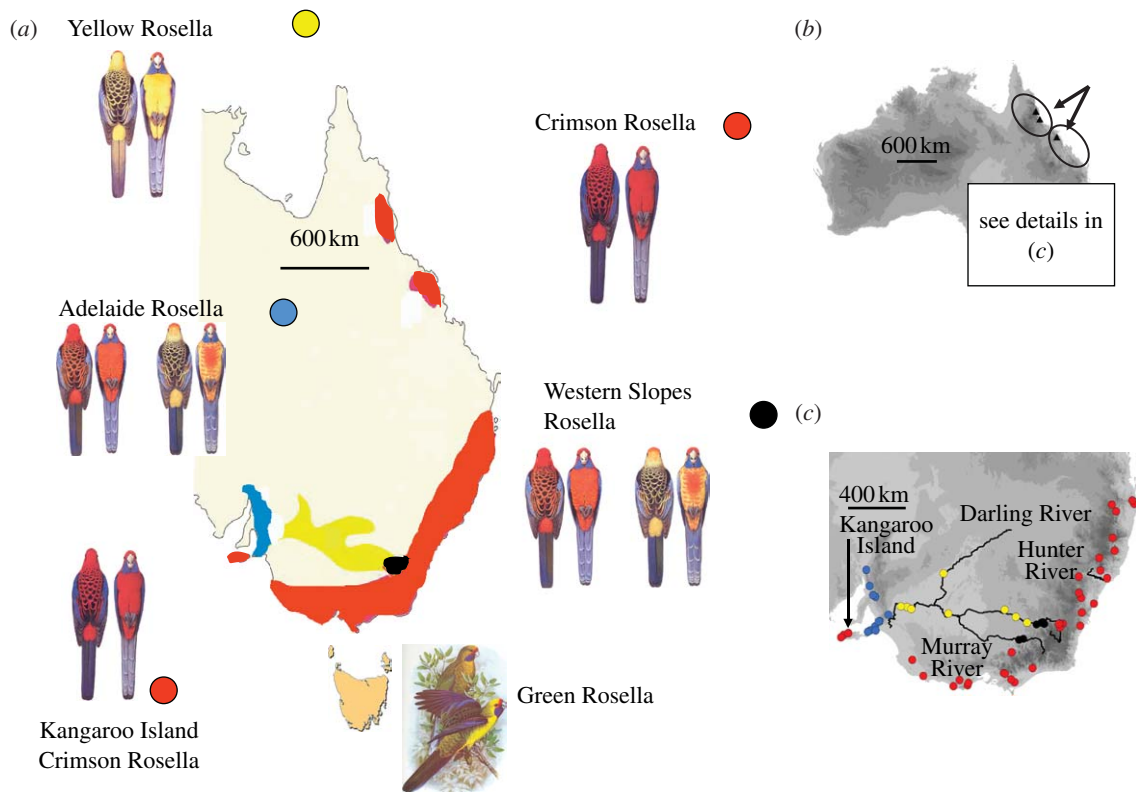 (a)
Yellow Rosella
Crimson Rosella
600 km
Adelaide Rosella
Western Slopes
Rosella
Kangaroo Island
Crimson Rosella
Green Rosella
(b)
600 km
see details in
(c)
(c)
400 km
Kangaroo
Island
Darling River
Hunter
River
Murray
River